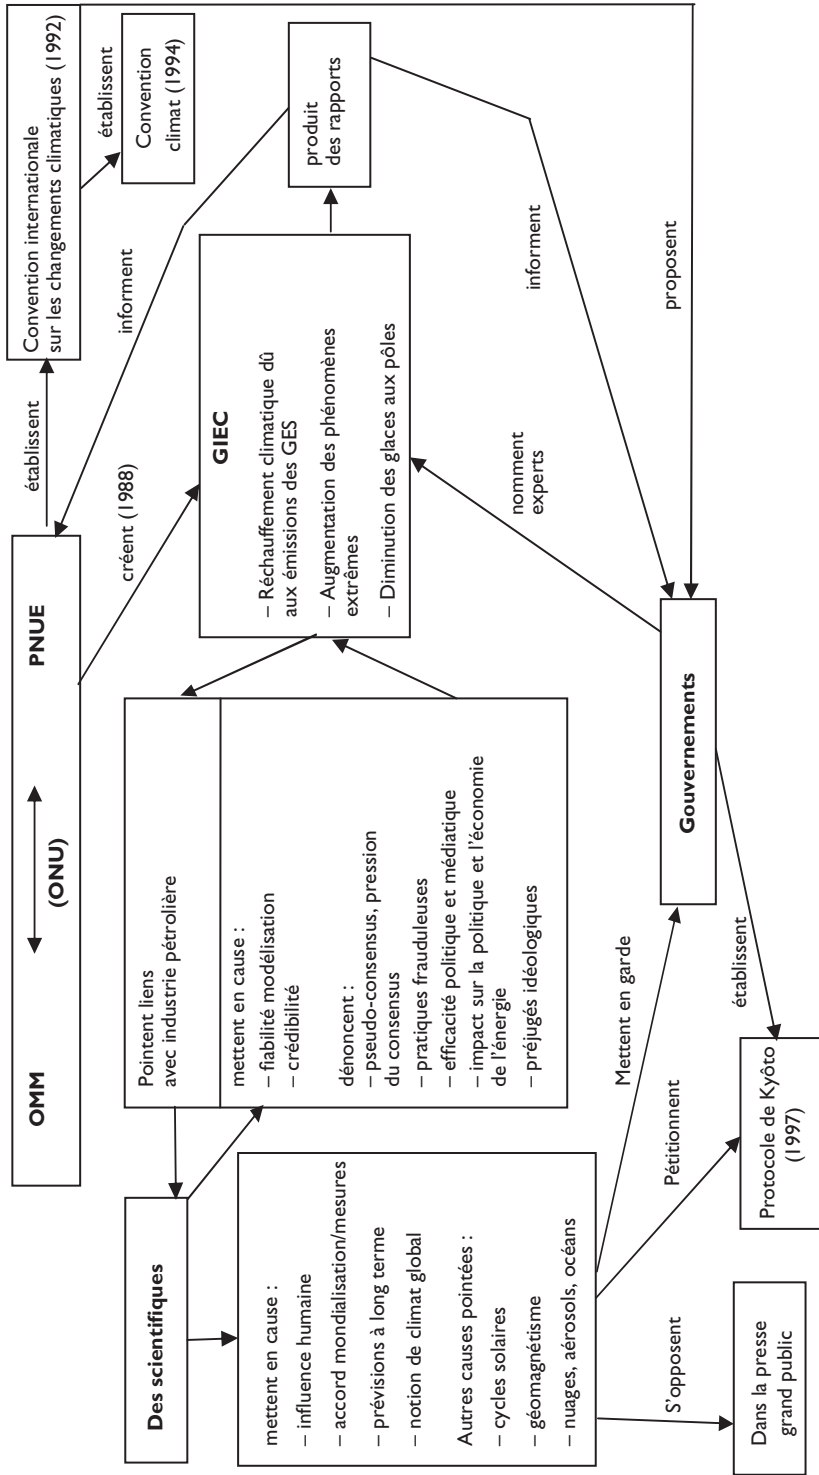 OMM
PNUE
(ONU)
établissent
Convention internationale
sur les changements climatiques (1992)
établissent
Convention
climat (1994)
créent (1988)
informent
Pointent liens
avec industrie pétrolière
mettent en cause :
– fiabilité modélisation
– crédibilité
dénoncent :
– pseudo-consensus, pression
du consensus
– pratiques frauduleuses
– efficacité politique et médiatique
– impact sur la politique et l'économie
de l'énergie
– préjugés idéologiques
GIEC
– Réchauffement climatique dû
aux émissions des GES
– Augmentation des phénomènes
extrêmes
– Diminution des glaces aux pôles
produit
des rapports
Des scientifiques
mettent en cause :
– influence humaine
– accord mondialisation/mesures
– prévisions à long terme
– notion de climat global
Autres causes pointées :
– cycles solaires
– géomagnétisme
– nuages, aérosols, océans
nomment
experts
informent
proposent
Mettent en garde
Gouvernements
Pétitionnent
établissent
S'opposent
Dans la presse
grand public
Protocole de Kyôto
(1997)